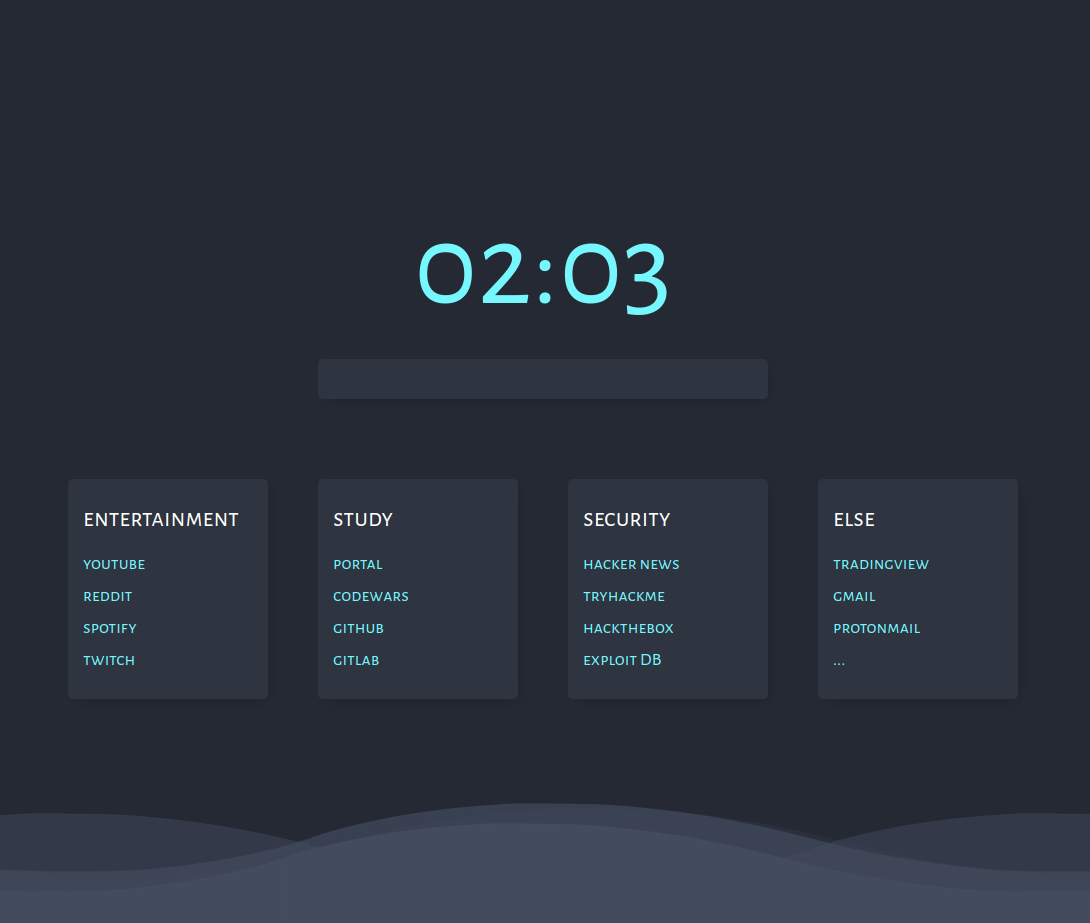 02:03
ENTERTAINMENT
YOUTUBE
REDDIT
SPOTIFY
TWITCH
STUDY
PORTAL
CODEWARS
GITHUB
GITLAB
SECURITY
HACKER NEWS
TRYHACKME
HACKTHEBOX
EXPLOIT DB
ELSE
TRADINGVIEW
GMAIL
PROTONMAIL
...